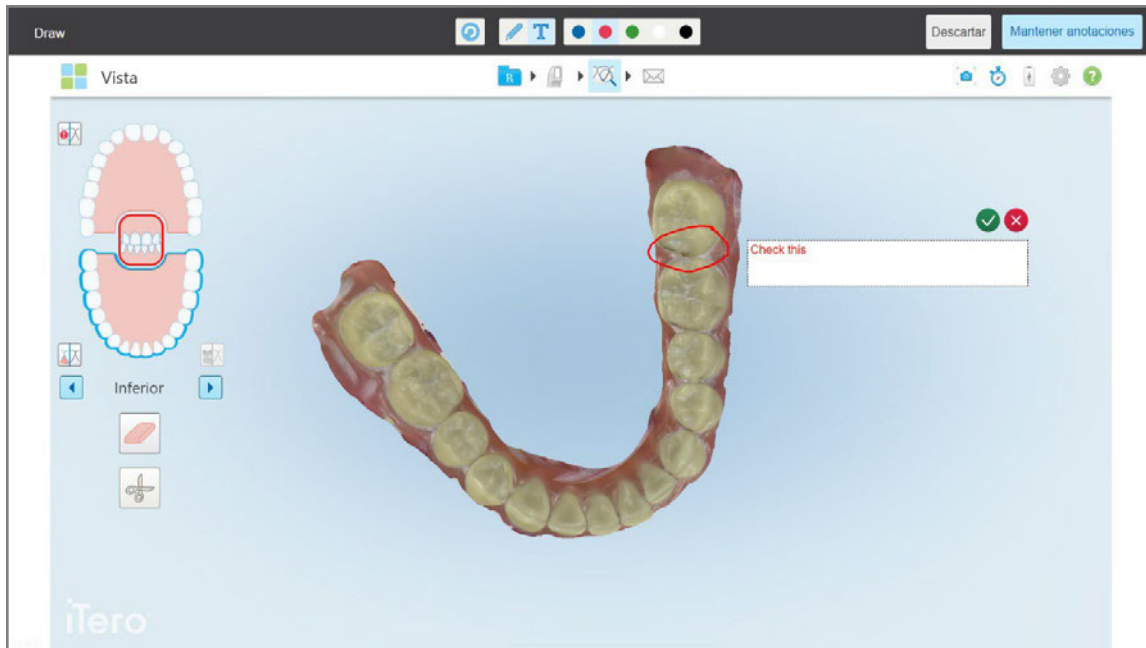 Draw
T
Descartar
Mantener anotaciones
Vista
R
?
Check this
Inferior
iTero